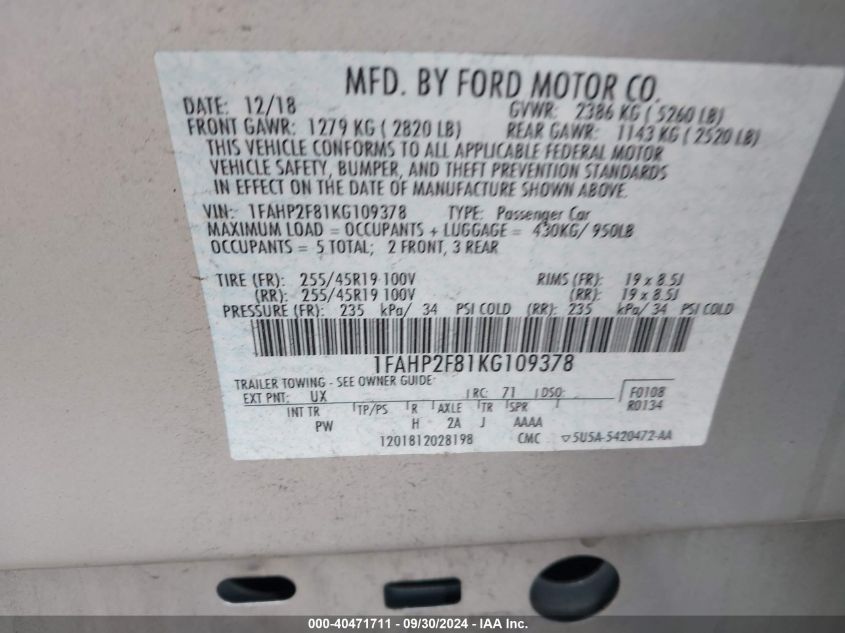 MFD. BY FORD MOTOR CO.
DATE: 12/18 GVWR: 2386 KG ( 5260 LB)
FRONT GAWR: 1279 KG ( 2820 LB) REAR GAWR: 1143 KG ( 2520 LB)
THIS VEHICLE CONFORMS TO ALL APPLICABLE FEDERAL MOTOR
VEHICLE SAFETY, BUMPER, AND THEFT PREVENTION STANDARDS
IN EFFECT ON THE DATE OF MANUFACTURE SHOWN ABOVE.
VIN: 1FAHP2F81KG109378 TYPE: Passenger Car
MAXIMUM LOAD = OCCUPANTS + LUGGAGE = 430KG/ 950LB
OCCUPANTS = 5 TOTAL; 2 FRONT, 3 REAR
TIRE (FR): 255/45R19 100V RIMS (FR): 19 x 8.5J
(RR): 255/45R19 100V (RR): 19 x 8.5J
PRESSURE (FR): 235 kPa/ 34 PSI COLD (RR): 235 kPa/ 34 PSI COLD
1FAHP2F81KG109378
TRAILER TOWING - SEE OWNER GUIDE
EXT PNT: UX RC: 71 DSO: F0108
INT TR TP/PS R AXLE TR SPR R0134
PW H 2A J AAAA
1201812028198 CMC ▽5U5A-5420472-AA
000-40471711 - 09/30/2024 - IAA Inc.